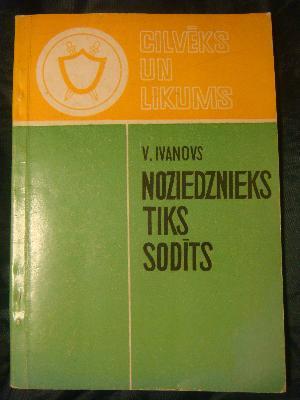 CILVĒKS
UN
LIKUMS
V. IVANOVS
NOZIEDZNIEKS
TIKS
SODĪTS